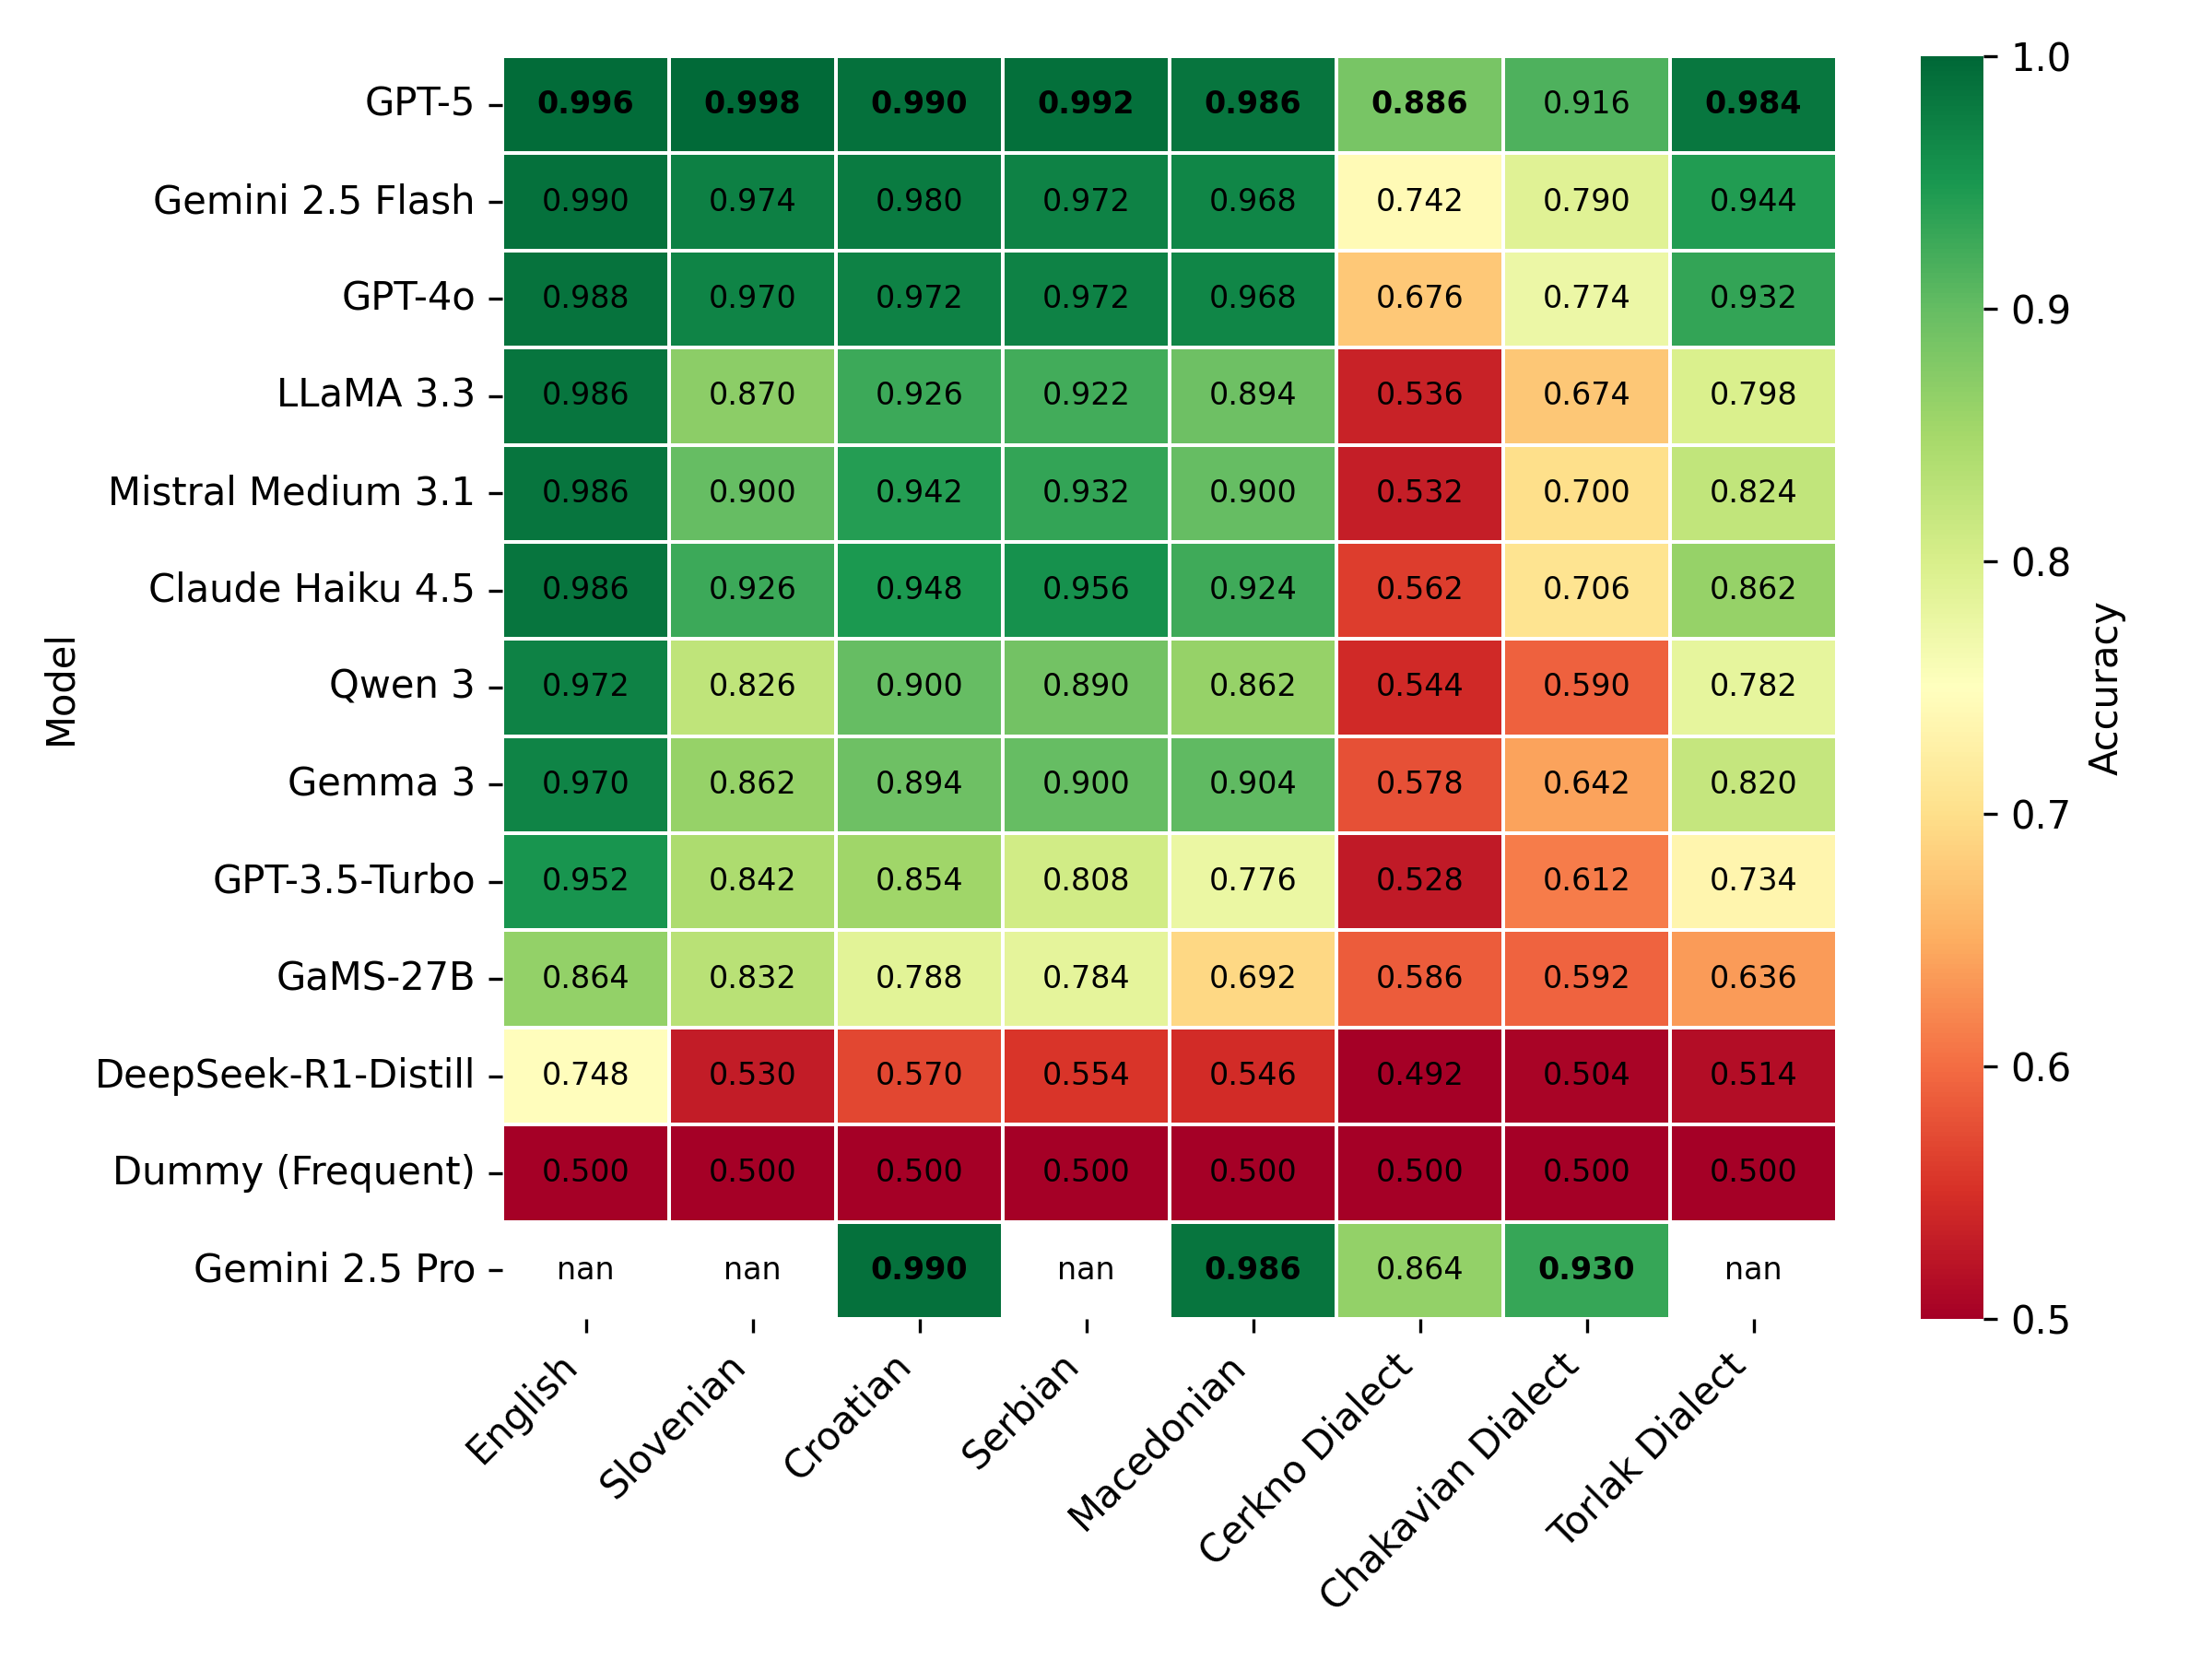 GPT-5 0.996 0.998 0.990 0.992 0.986 0.886 0.916 0.984
Gemini 2.5 Flash 0.990 0.974 0.980 0.972 0.968 0.742 0.790 0.944
GPT-4o 0.988 0.970 0.972 0.972 0.968 0.676 0.774 0.932
LLaMA 3.3 0.986 0.870 0.926 0.922 0.894 0.536 0.674 0.798
Mistral Medium 3.1 0.986 0.900 0.942 0.932 0.900 0.532 0.700 0.824
Claude Haiku 4.5 0.986 0.926 0.948 0.956 0.924 0.562 0.706 0.862
Qwen 3 0.972 0.826 0.900 0.890 0.862 0.544 0.590 0.782
Gemma 3 0.970 0.862 0.894 0.900 0.904 0.578 0.642 0.820
GPT-3.5-Turbo 0.952 0.842 0.854 0.808 0.776 0.528 0.612 0.734
GaMS-27B 0.864 0.832 0.788 0.784 0.692 0.586 0.592 0.636
DeepSeek-R1-Distill 0.748 0.530 0.570 0.554 0.546 0.492 0.504 0.514
Dummy (Frequent) 0.500 0.500 0.500 0.500 0.500 0.500 0.500 0.500
Gemini 2.5 Pro nan nan 0.990 nan 0.986 0.864 0.930 nan
English
Slovenian
Croatian
Serbian
Macedonian
Cerkno Dialect
Chakavian Dialect
Torlak Dialect
Model
1.0
0.9
0.8
0.7
0.6
0.5
Accuracy